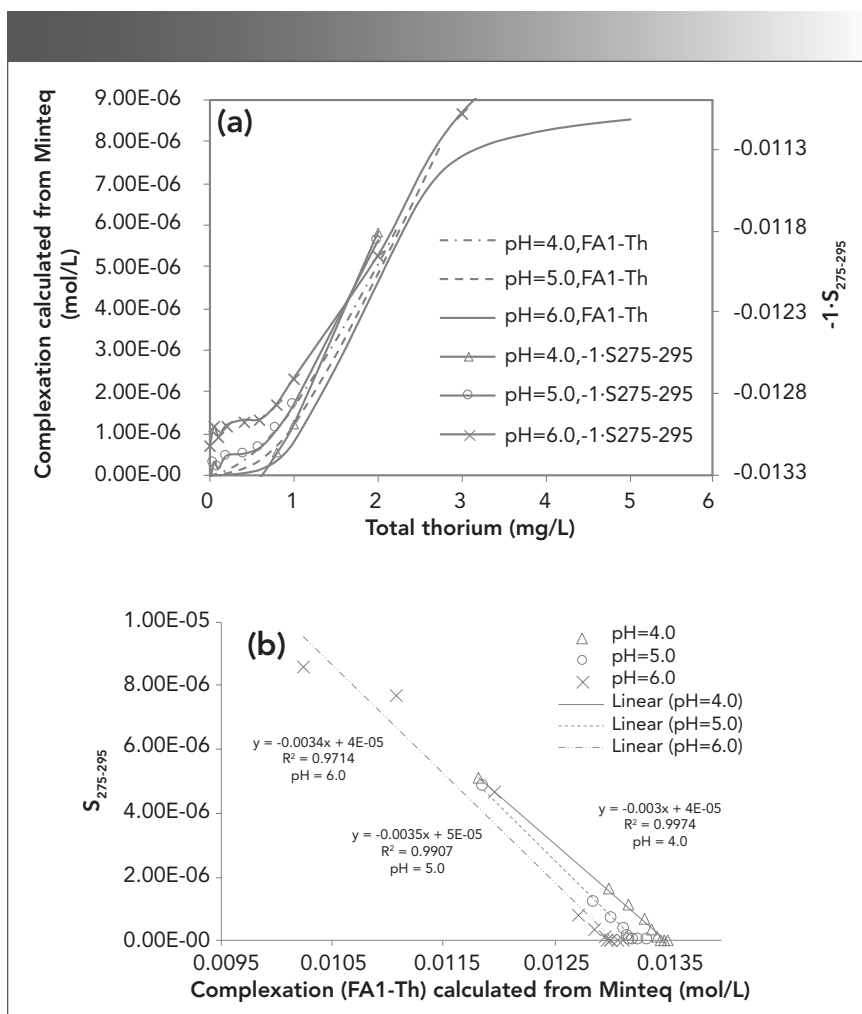 (a)
Complexation calculated from Minteq
(mol/L)
9.00E-06
8.00E-06
7.00E-06
6.00E-06
5.00E-06
4.00E-06
3.00E-06
2.00E-06
1.00E-06
0.00E-00
-0.0113
-0.0118
-0.0123
-0.0128
-0.0133
-1·S275-295
pH=4.0,FA1-Th
pH=5.0,FA1-Th
pH=6.0,FA1-Th
pH=4.0,-1·S275-295
pH=5.0,-1·S275-295
pH=6.0,-1·S275-295
0 1 2 3 4 5 6
Total thorium (mg/L)
(b)
S275-295
1.00E-05
8.00E-06
6.00E-06
4.00E-06
2.00E-06
0.00E-00
pH=4.0
pH=5.0
pH=6.0
Linear (pH=4.0)
Linear (pH=5.0)
Linear (pH=6.0)
y = -0.0034x + 4E-05
R² = 0.9714
pH = 6.0
y = -0.0035x + 5E-05
R² = 0.9907
pH = 5.0
y = -0.003x + 4E-05
R² = 0.9974
pH = 4.0
0.0095 0.0105 0.0115 0.0125 0.0135
Complexation (FA1-Th) calculated from Minteq (mol/L)